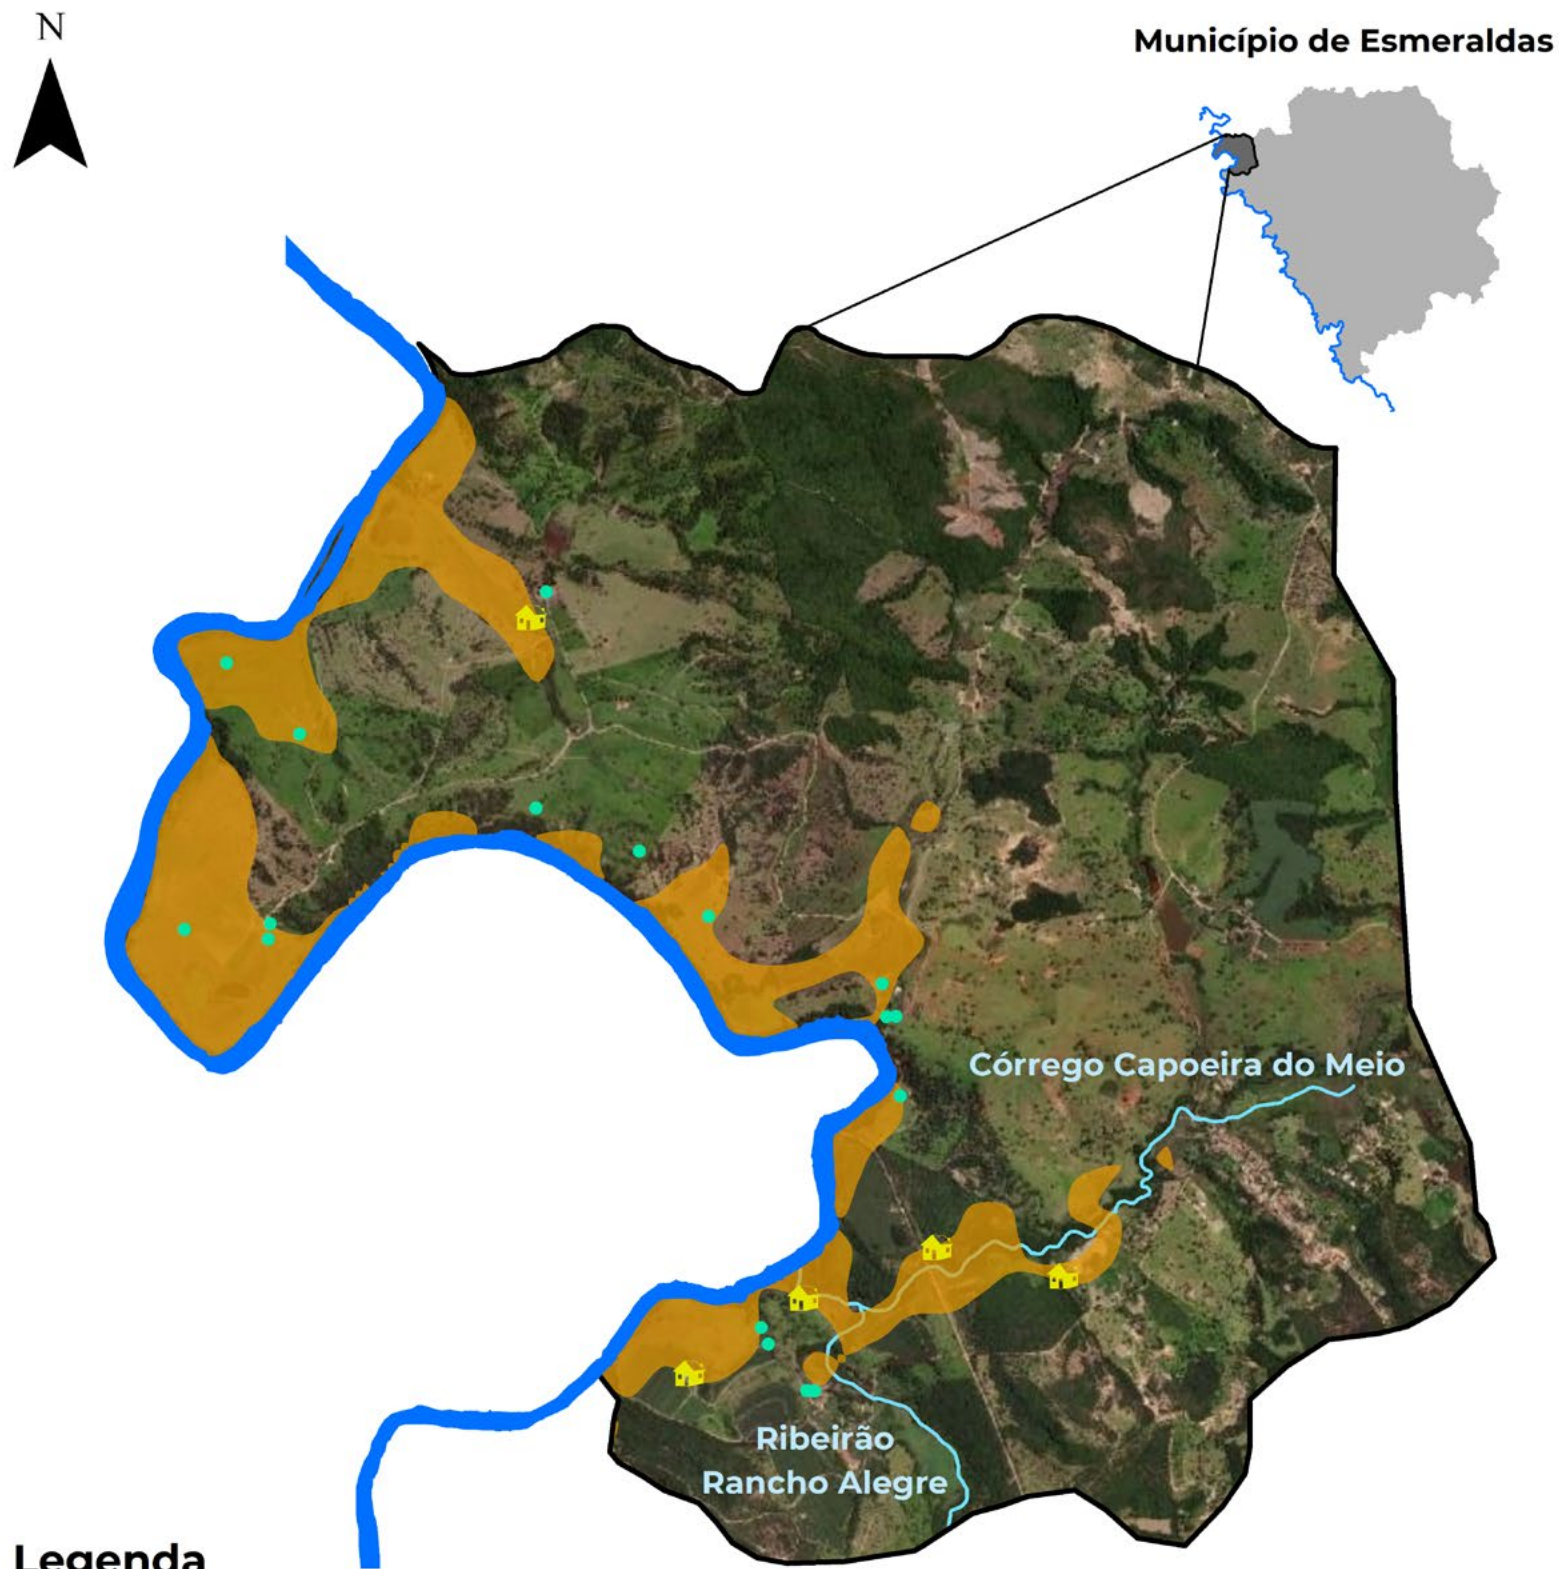 N
Município de Esmeraldas
Córrego Capoeira do Meio
Ribeirão
Rancho Alegre
Legenda